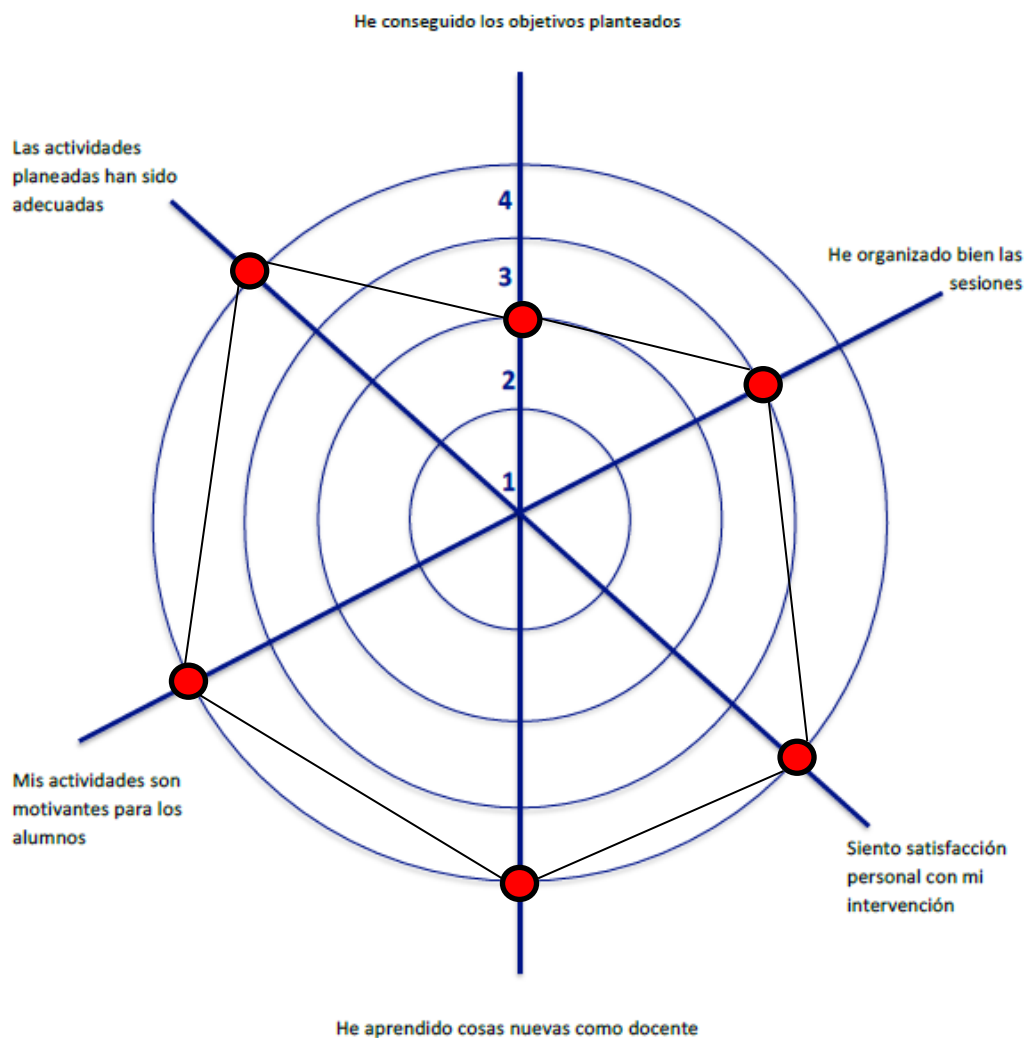 He conseguido los objetivos planteados
Las actividades
planeadas han sido
adecuadas
4
He organizado bien las
sesiones
3
2
1
Mis actividades son
motivantes para los
alumnos
Siento satisfacción
personal con mi
intervención
He aprendido cosas nuevas como docente